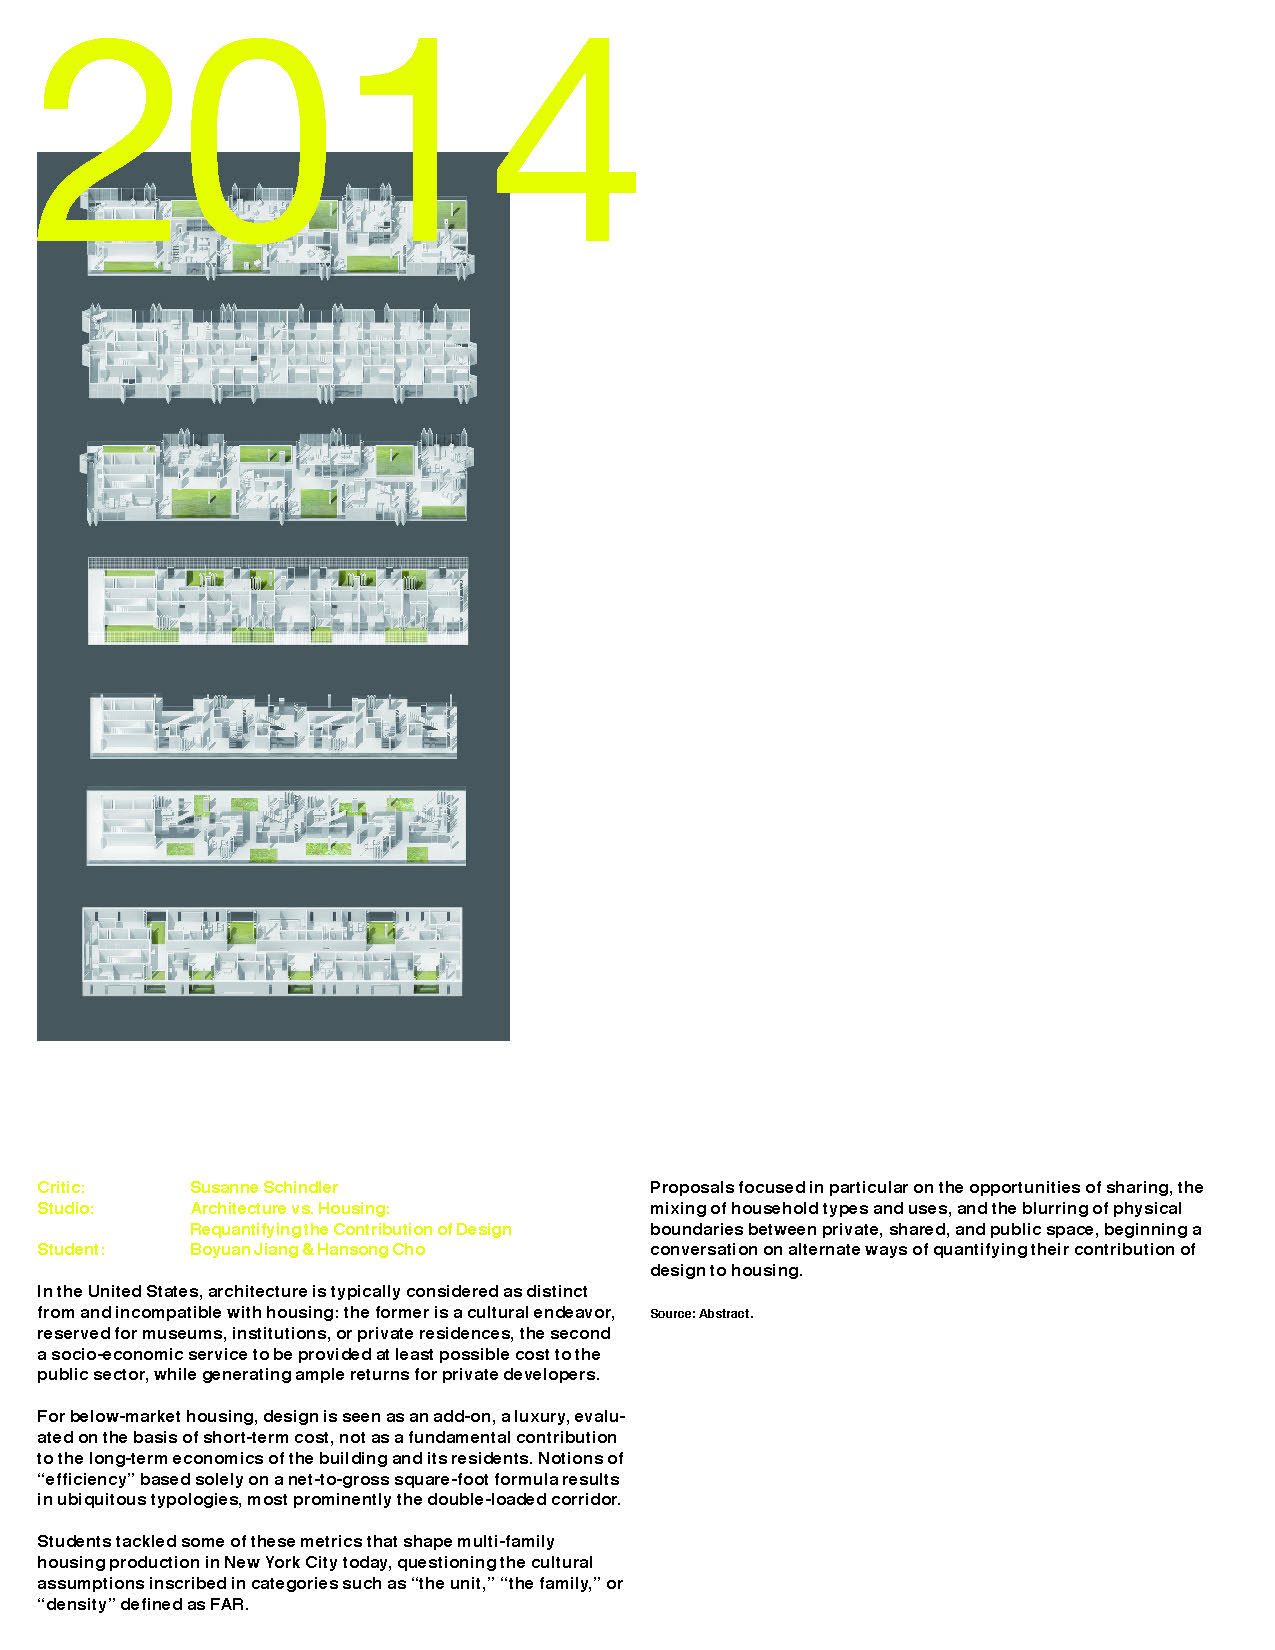 2014
Critic: Susanne Schindler
Studio: Architecture vs. Housing:
Requantifying the Contribution of Design
Student: Boyuan Jiang & Hansong Cho
In the United States, architecture is typically considered as distinct
from and incompatible with housing: the former is a cultural endeavor,
reserved for museums, institutions, or private residences, the second
a socio-economic service to be provided at least possible cost to the
public sector, while generating ample returns for private developers.
For below-market housing, design is seen as an add-on, a luxury, evalu-
ated on the basis of short-term cost, not as a fundamental contribution
to the long-term economics of the building and its residents. Notions of
“efficiency” based solely on a net-to-gross square-foot formula results
in ubiquitous typologies, most prominently the double-loaded corridor.
Students tackled some of these metrics that shape multi-family
housing production in New York City today, questioning the cultural
assumptions inscribed in categories such as “the unit,” “the family,” or
“density” defined as FAR.
Proposals focused in particular on the opportunities of sharing, the
mixing of household types and uses, and the blurring of physical
boundaries between private, shared, and public space, beginning a
conversation on alternate ways of quantifying their contribution of
design to housing.
Source: Abstract.